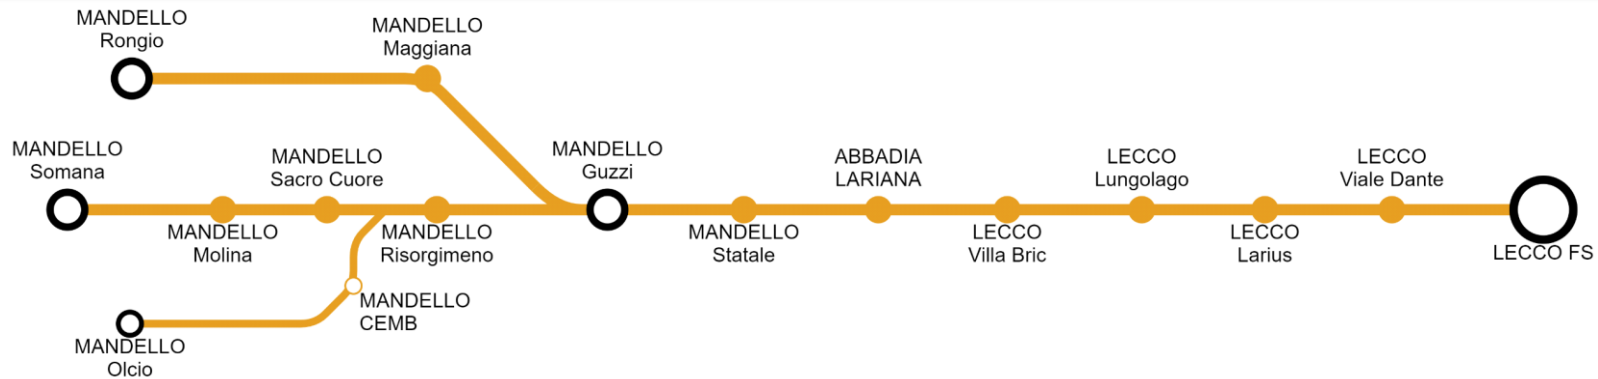 MANDELLO
Rongio
MANDELLO
Maggiana
MANDELLO
Somana
MANDELLO
Sacro Cuore
MANDELLO
Guzzi
ABBADIA
LARIANA
LECCO
Lungolago
LECCO
Viale Dante
MANDELLO
Molina
MANDELLO
Risorgimeno
MANDELLO
Statale
LECCO
Villa Bric
LECCO
Larius
LECCO FS
MANDELLO
CEMB
MANDELLO
Olcio